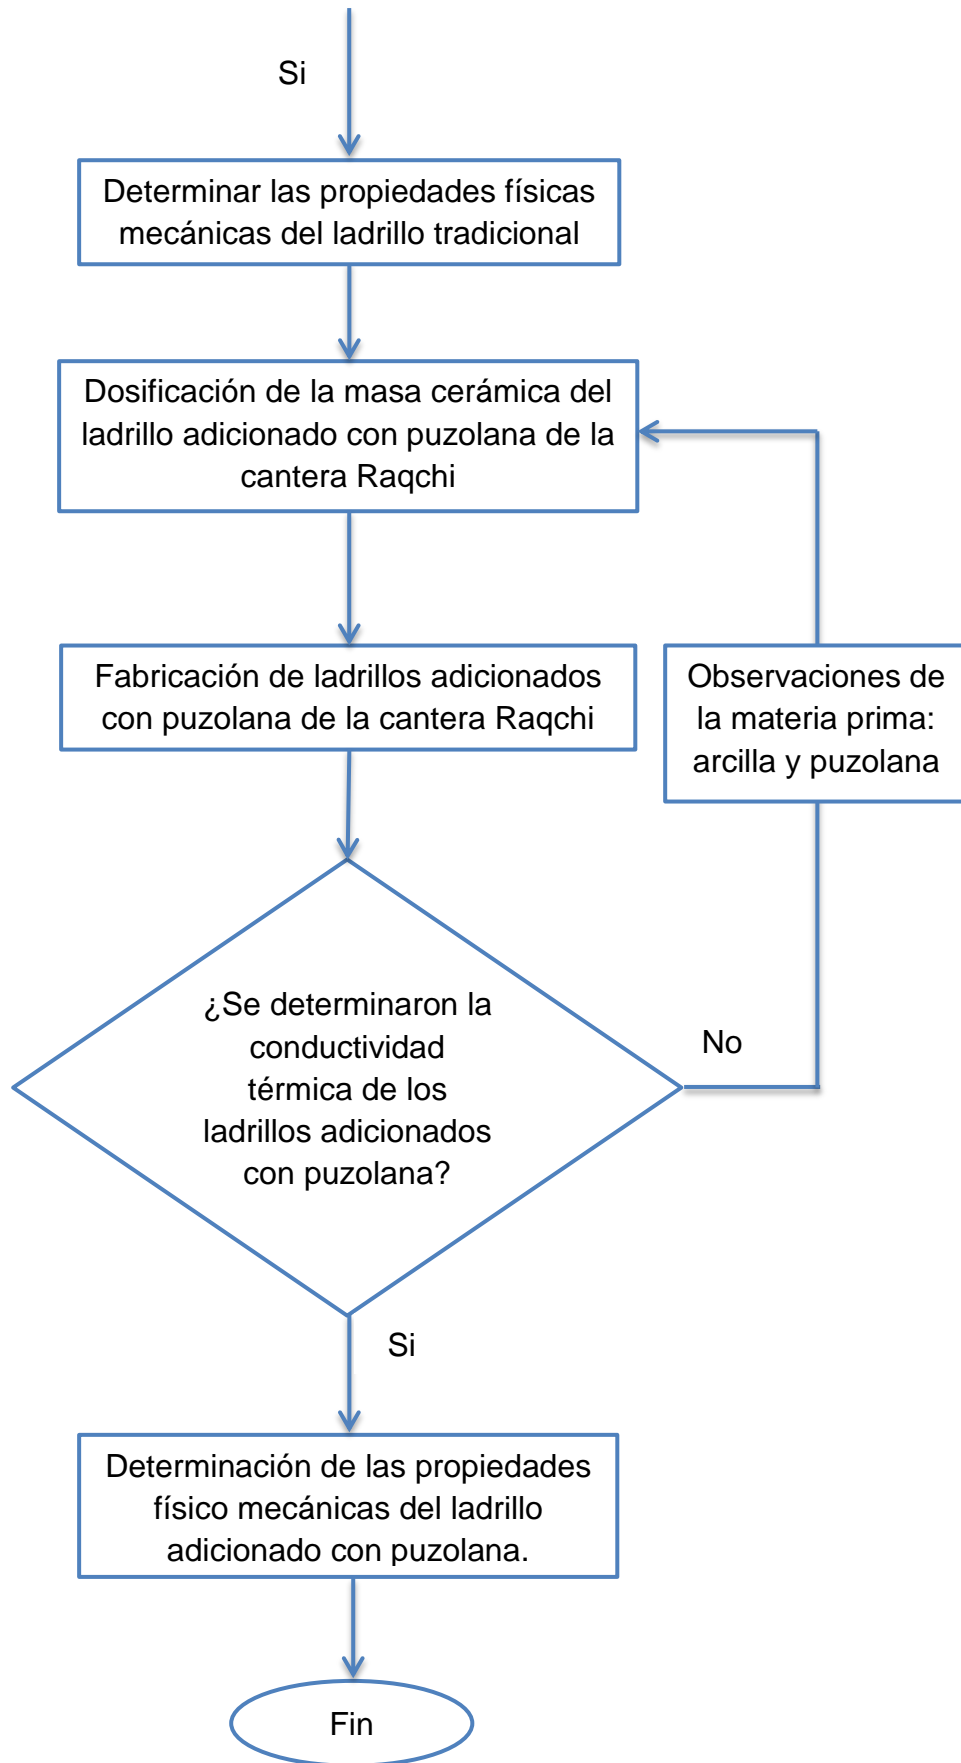 Si
Determinar las propiedades físicas
mecánicas del ladrillo tradicional
Dosificación de la masa cerámica del
ladrillo adicionado con puzolana de la
cantera Raqchi
Fabricación de ladrillos adicionados
con puzolana de la cantera Raqchi
Observaciones de
la materia prima:
arcilla y puzolana
¿Se determinaron la
conductividad
térmica de los
ladrillos adicionados
con puzolana?
No
Si
Determinación de las propiedades
físico mecánicas del ladrillo
adicionado con puzolana.
Fin